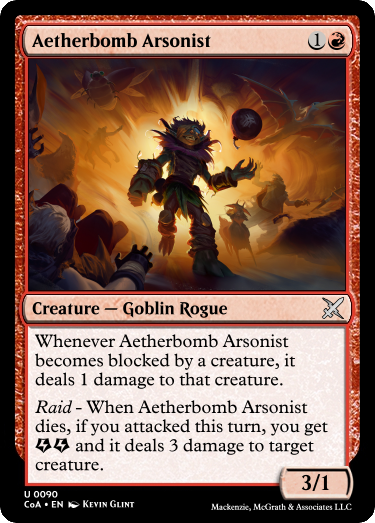 Aetherbomb Arsonist 1
Creature — Goblin Rogue
Whenever Aetherbomb Arsonist
becomes blocked by a creature, it
deals 1 damage to that creature.
Raid - When Aetherbomb Arsonist
dies, if you attacked this turn, you get
and it deals 3 damage to target
creature.
3/1
U 0090
CoA • EN Kevin Glint
Mackenzie, McGrath & Associates LLC